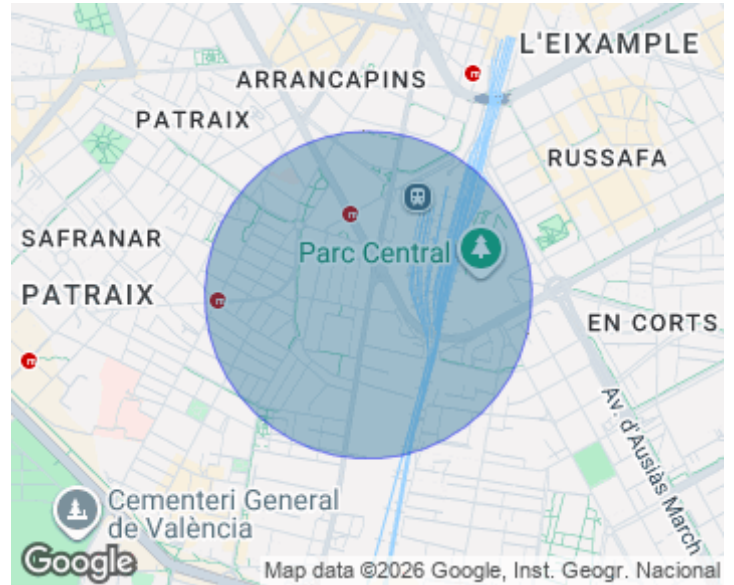 L'EIXAMPLE
ARRANCAPINS
PATRAIX
RUSSAFA
SAFRANAR
Parc Central
PATRAIX
EN CORTS
Av. d'Ausiàs March
Cementeri General
de València
Google
Map data ©2026 Google, Inst. Geogr. Nacional